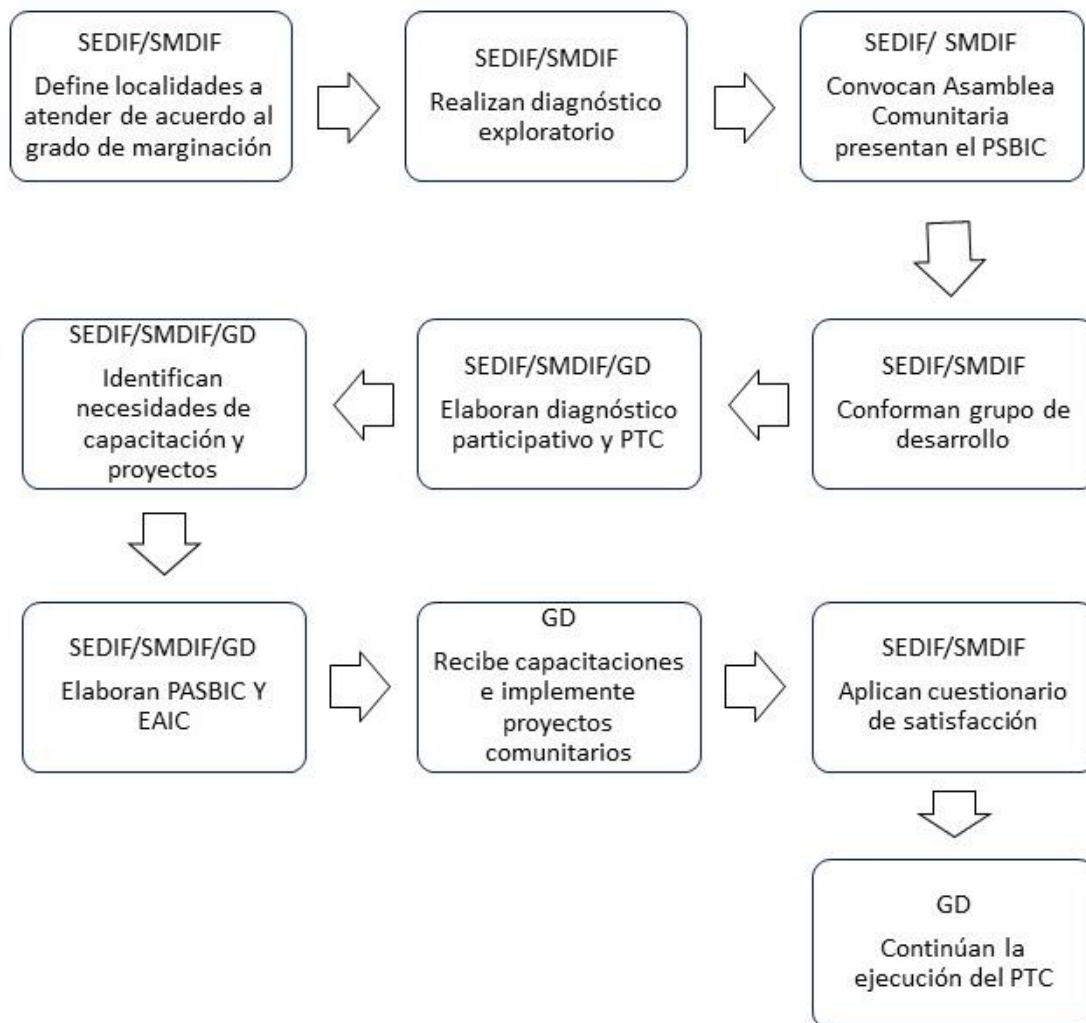 SEDIF/SMDIF
Define localidades a
atender de acuerdo al
grado de marginación
SEDIF/SMDIF
Realizan diagnóstico
exploratorio
SEDIF/ SMDIF
Convocan Asamblea
Comunitaria
presentan el PSBIC
SEDIF/SMDIF
Conforman grupo de
desarrollo
SEDIF/SMDIF/GD
Elaboran diagnóstico
participativo y PTC
SEDIF/SMDIF/GD
Identifican
necesidades de
capacitación y
proyectos
SEDIF/SMDIF/GD
Elaboran PASBIC Y
EAIC
GD
Recibe capacitaciones
e implemente
proyectos
comunitarios
SEDIF/SMDIF
Aplican cuestionario
de satisfacción
GD
Continúan la
ejecución del PTC